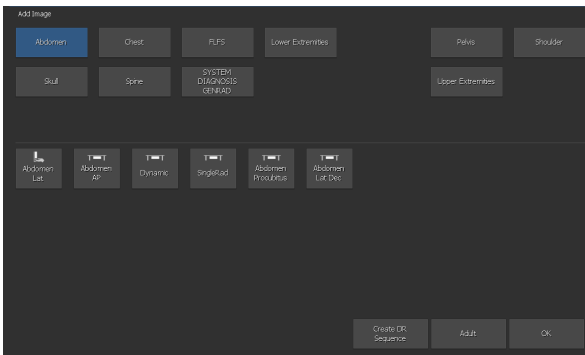 Add Image
Abdomen
Chest
FLFS
Lower Extremities
Pelvis
Shoulder
Skull
Spine
SYSTEM
DIAGNOSIS
GENRAD
Upper Extremities
Abdomen
Lat
Abdomen
AP
Dynamic
SingleRad
Abdomen
Procubitus
Abdomen
Lat Dec
Create DR
Sequence
Adult
OK